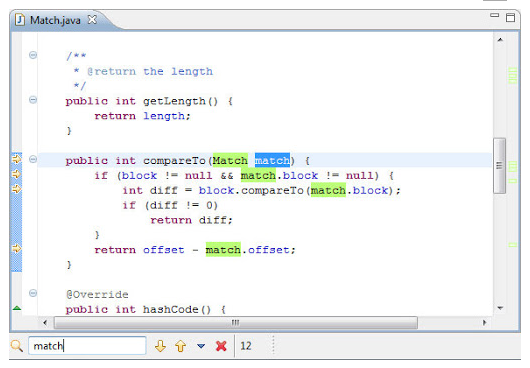 Match.java
/**
* @return the length
*/
public int getLength() {
return length;
}
public int compareTo(Match match) {
if (block != null && match.block != null) {
int diff = block.compareTo(match.block);
if (diff != 0)
return diff;
}
return offset - match.offset;
}
@Override
public int hashCode() {
match 12